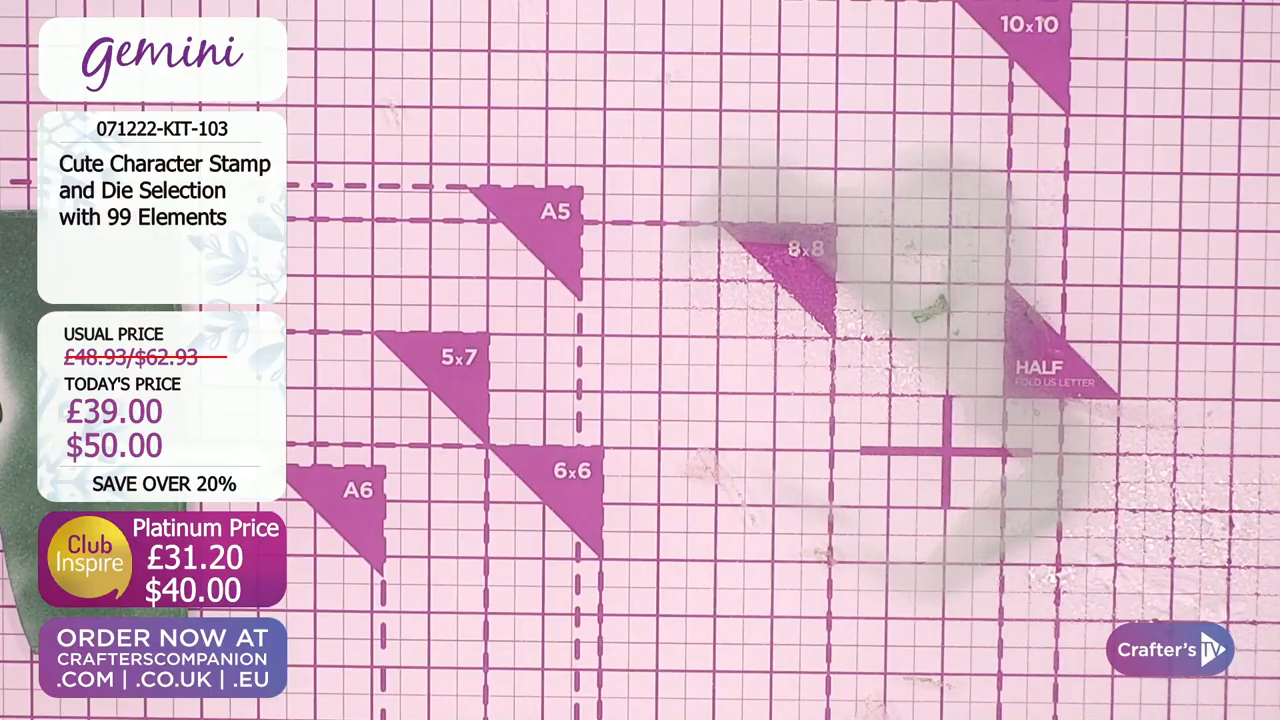 gemini
071222-KIT-103
Cute Character Stamp
and Die Selection
with 99 Elements
USUAL PRICE
£48.93/$62.93
TODAY'S PRICE
£39.00
$50.00
SAVE OVER 20%
Club
Inspire
Platinum Price
£31.20
$40.00
ORDER NOW AT
CRAFTERSCOMPANION
.COM | .CO.UK | .EU
10x10
A5
8x8
5x7
HALF
FOLD US LETTER
6x6
A6
Crafter's TV